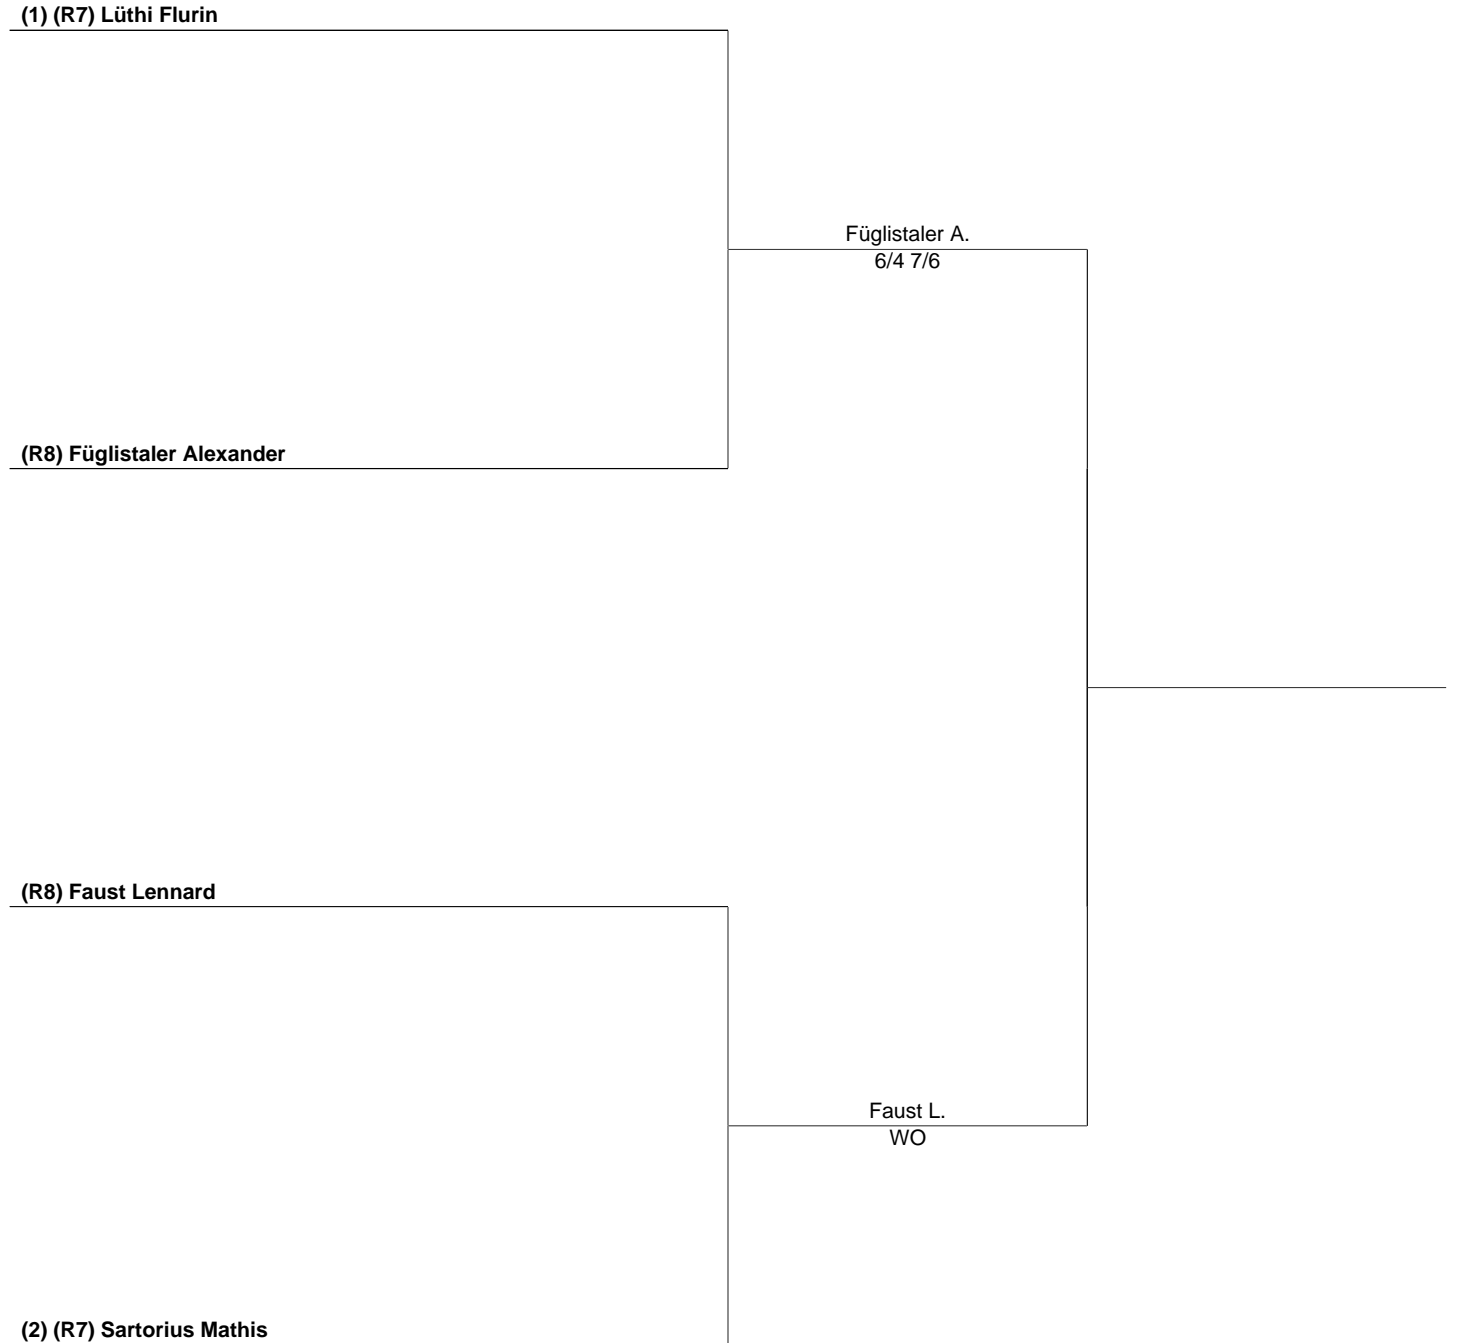 (1) (R7) Lüthi Flurin
Füglistaler A.
6/4 7/6
(R8) Füglistaler Alexander
(R8) Faust Lennard
Faust L.
WO
(2) (R7) Sartorius Mathis